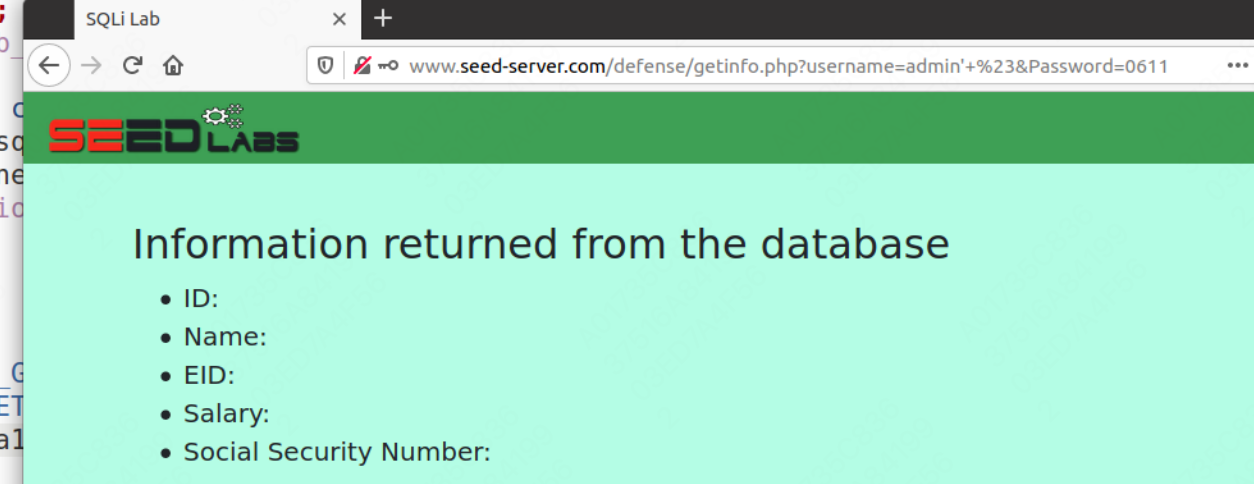 SQLi Lab
www.seed-server.com/defense/getinfo.php?username=admin'+%23&Password=0611
SEED LABS
Information returned from the database
• ID:
• Name:
• EID:
• Salary:
• Social Security Number: